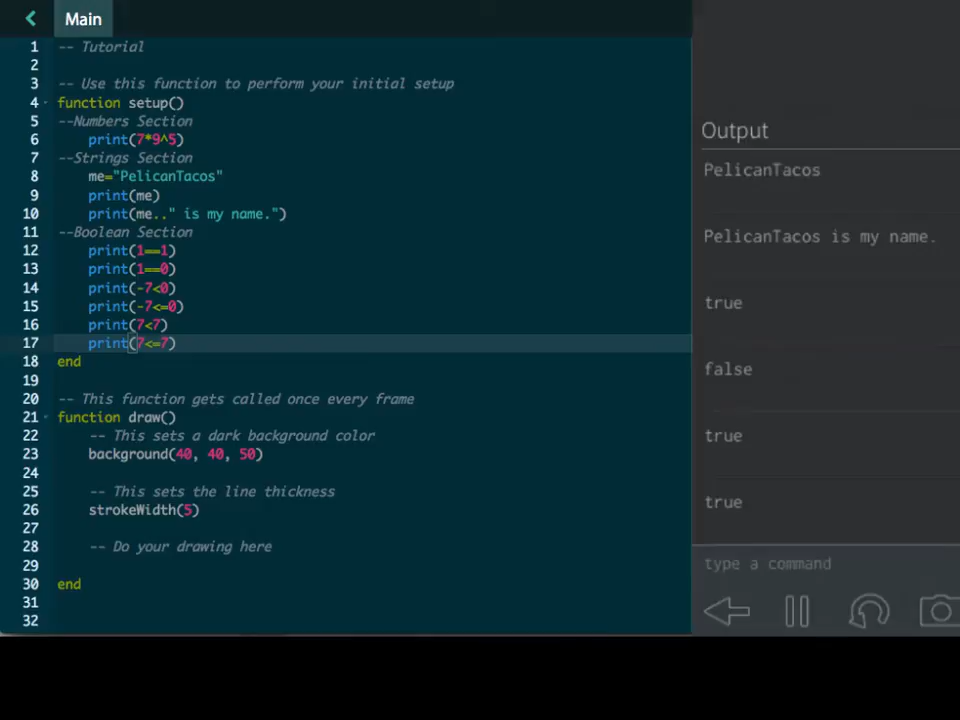 Main
1 -- Tutorial
2
3 -- Use this function to perform your initial setup
4 function setup()
5 --Numbers Section
6 print(7*9^5)
7 --Strings Section
8 me="PelicanTacos"
9 print(me)
10 print(me.." is my name.")
11 --Boolean Section
12 print(1==1)
13 print(1==0)
14 print(-7<0)
15 print(-7<=0)
16 print(7<7)
17 print(7<=7)
18 end
19
20 -- This function gets called once every frame
21 function draw()
22 -- This sets a dark background color
23 background(40, 40, 50)
24
25 -- This sets the line thickness
26 strokeWidth(5)
27
28 -- Do your drawing here
29
30 end
31
32
Output
PelicanTacos
PelicanTacos is my name.
true
false
true
true
type a command